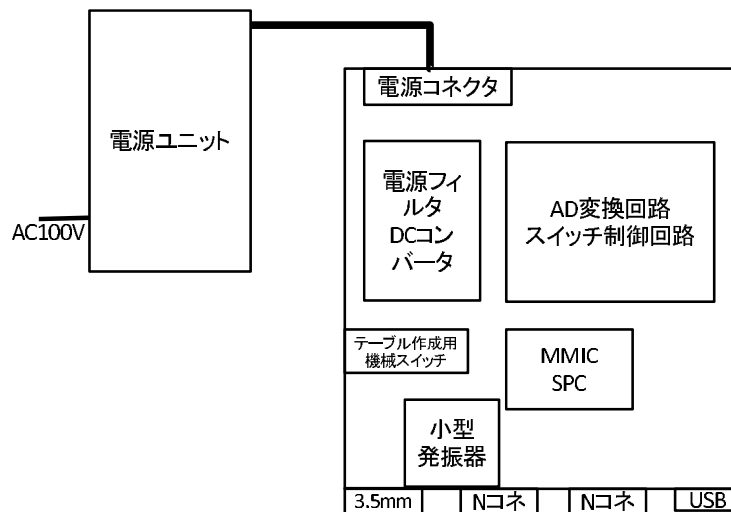 電源ユニット
AC100V
電源コネクタ
電源フィ
ルタ
DCコン
バータ
AD変換回路
スイッチ制御回路
テーブル作成用
機械スイッチ
MMIC
SPC
小型
発振器
3.5mm
Nコネ
Nコネ
USB